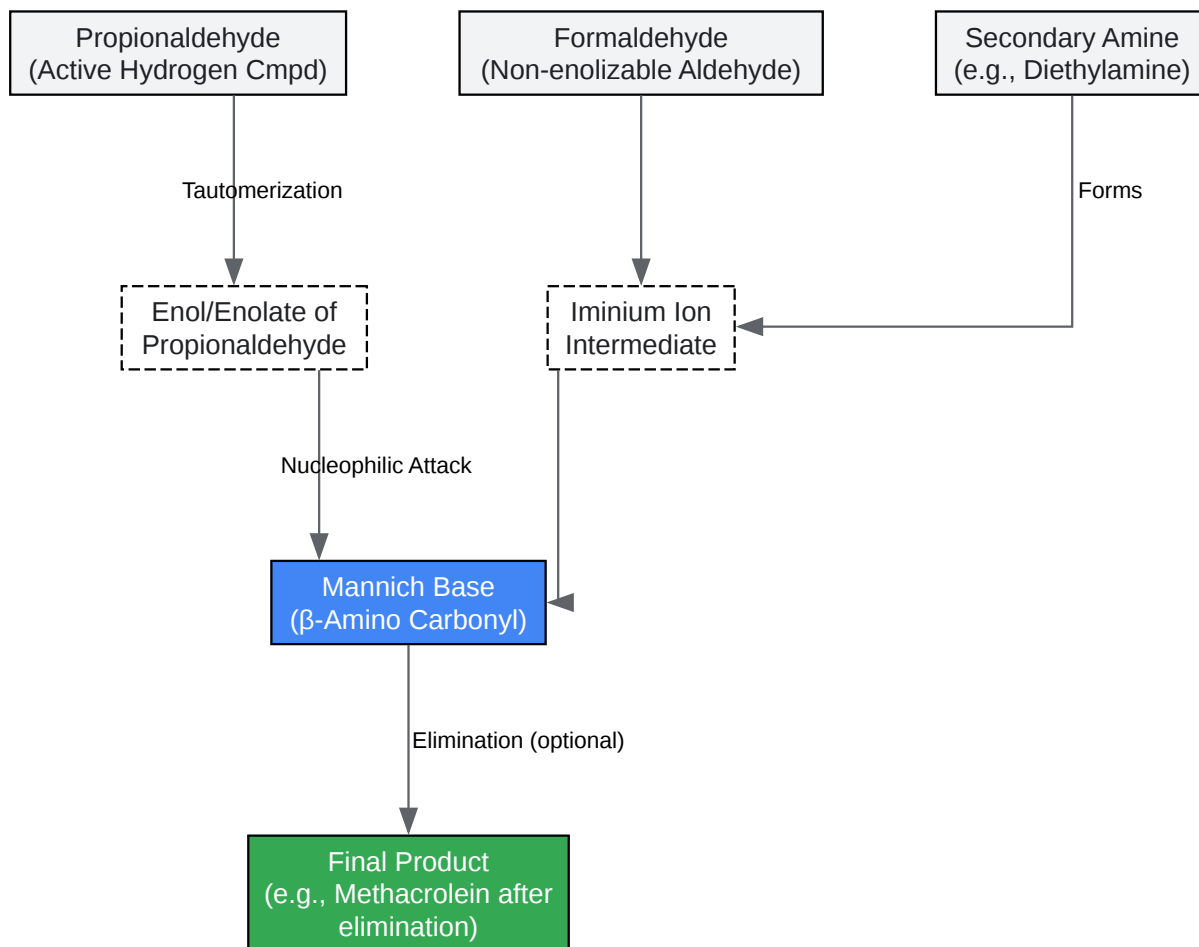 Propionaldehyde
(Active Hydrogen Cmpd)
Formaldehyde
(Non-enolizable Aldehyde)
Secondary Amine
(e.g., Diethylamine)
Tautomerization
Forms
Enol/Enolate of
Propionaldehyde
Iminium Ion
Intermediate
Nucleophilic Attack
Mannich Base
(β-Amino Carbonyl)
Elimination (optional)
Final Product
(e.g., Methacrolein after
elimination)